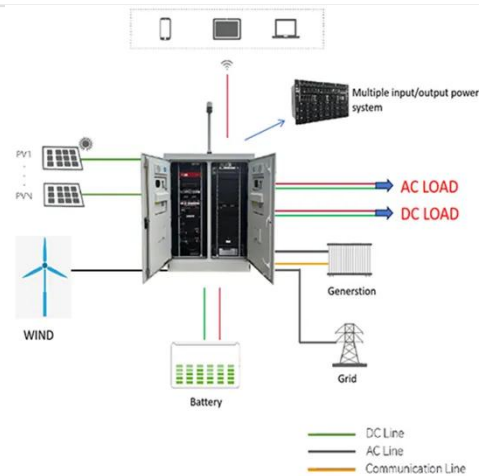 Multiple input/output power
system
PV1
PVN
AC LOAD
DC LOAD
Generstion
WIND
Grid
Battery
DC Line
AC Line
Communication Line